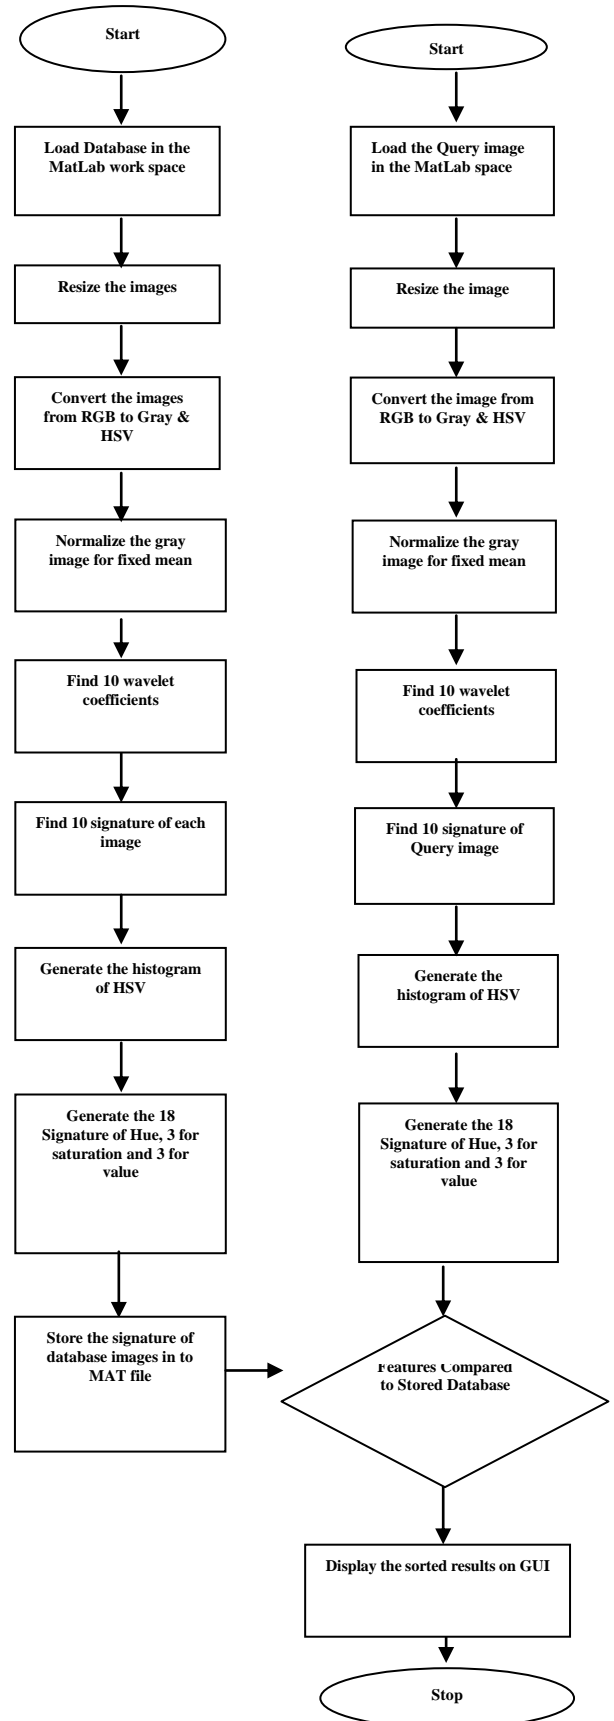 Start
Load Database in the
MatLab work space
Resize the images
Convert the images
from RGB to Gray &
HSV
Normalize the gray
image for fixed mean
Find 10 wavelet
coefficients
Find 10 signature of each
image
Generate the histogram
of HSV
Generate the 18
Signature of Hue, 3 for
saturation and 3 for
value
Store the signature of
database images in to
MAT file
Start
Load the Query image
in the MatLab space
Resize the image
Convert the image from
RGB to Gray & HSV
Normalize the gray
image for fixed mean
Find 10 wavelet
coefficients
Find 10 signature of
Query image
Generate the
histogram of HSV
Generate the 18
Signature of Hue, 3 for
saturation and 3 for
value
Features Compared
to Stored Database
Display the sorted results on GUI
Stop